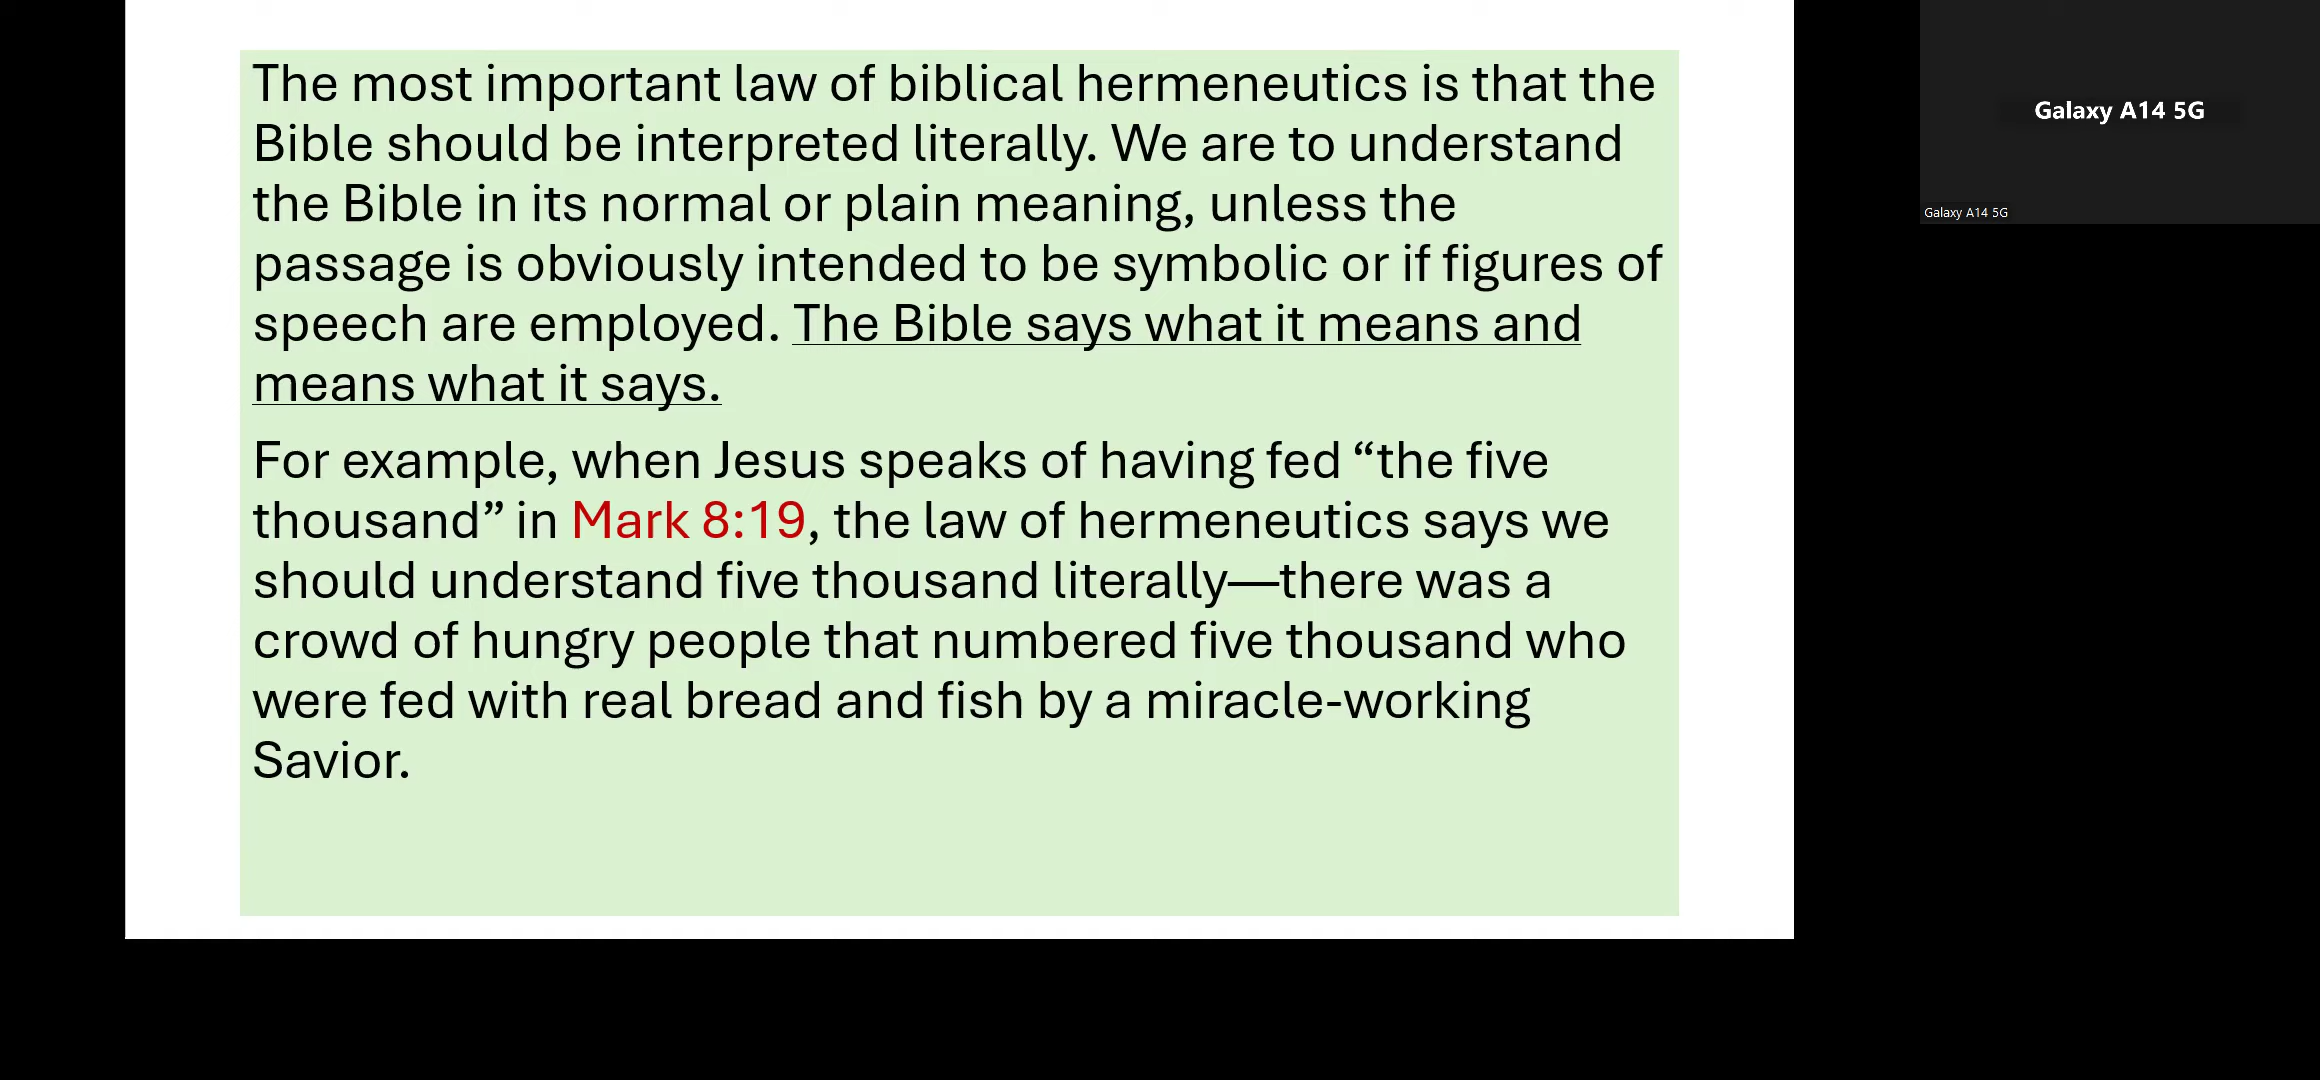 The most important law of biblical hermeneutics is that the
Bible should be interpreted literally. We are to understand
the Bible in its normal or plain meaning, unless the
passage is obviously intended to be symbolic or if figures of
speech are employed. The Bible says what it means and
means what it says.
For example, when Jesus speaks of having fed “the five
thousand” in Mark 8:19, the law of hermeneutics says we
should understand five thousand literally—there was a
crowd of hungry people that numbered five thousand who
were fed with real bread and fish by a miracle-working
Savior.
Galaxy A14 5G
Galaxy A14 5G